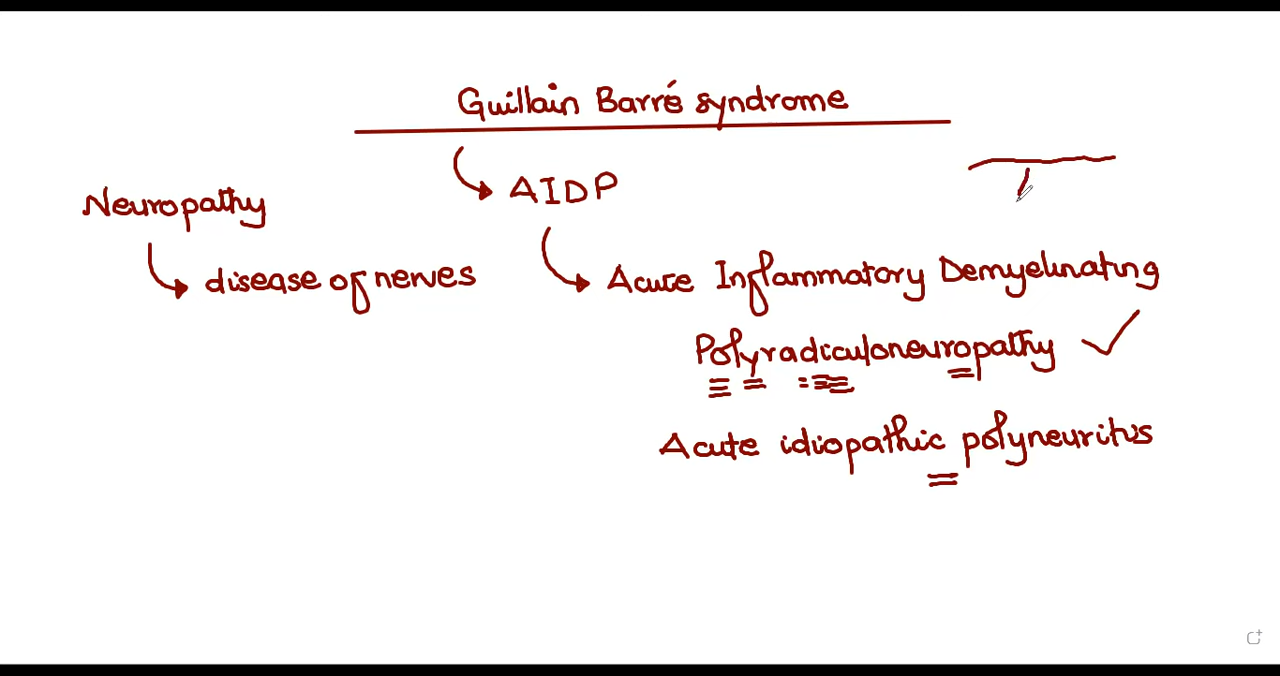 Guillain Barré syndrome
AIDP
Neuropathy
disease of nerves
Acute Inflammatory Demyelinating
Polyradiculoneuropathy
Acute idiopathic polyneuritis